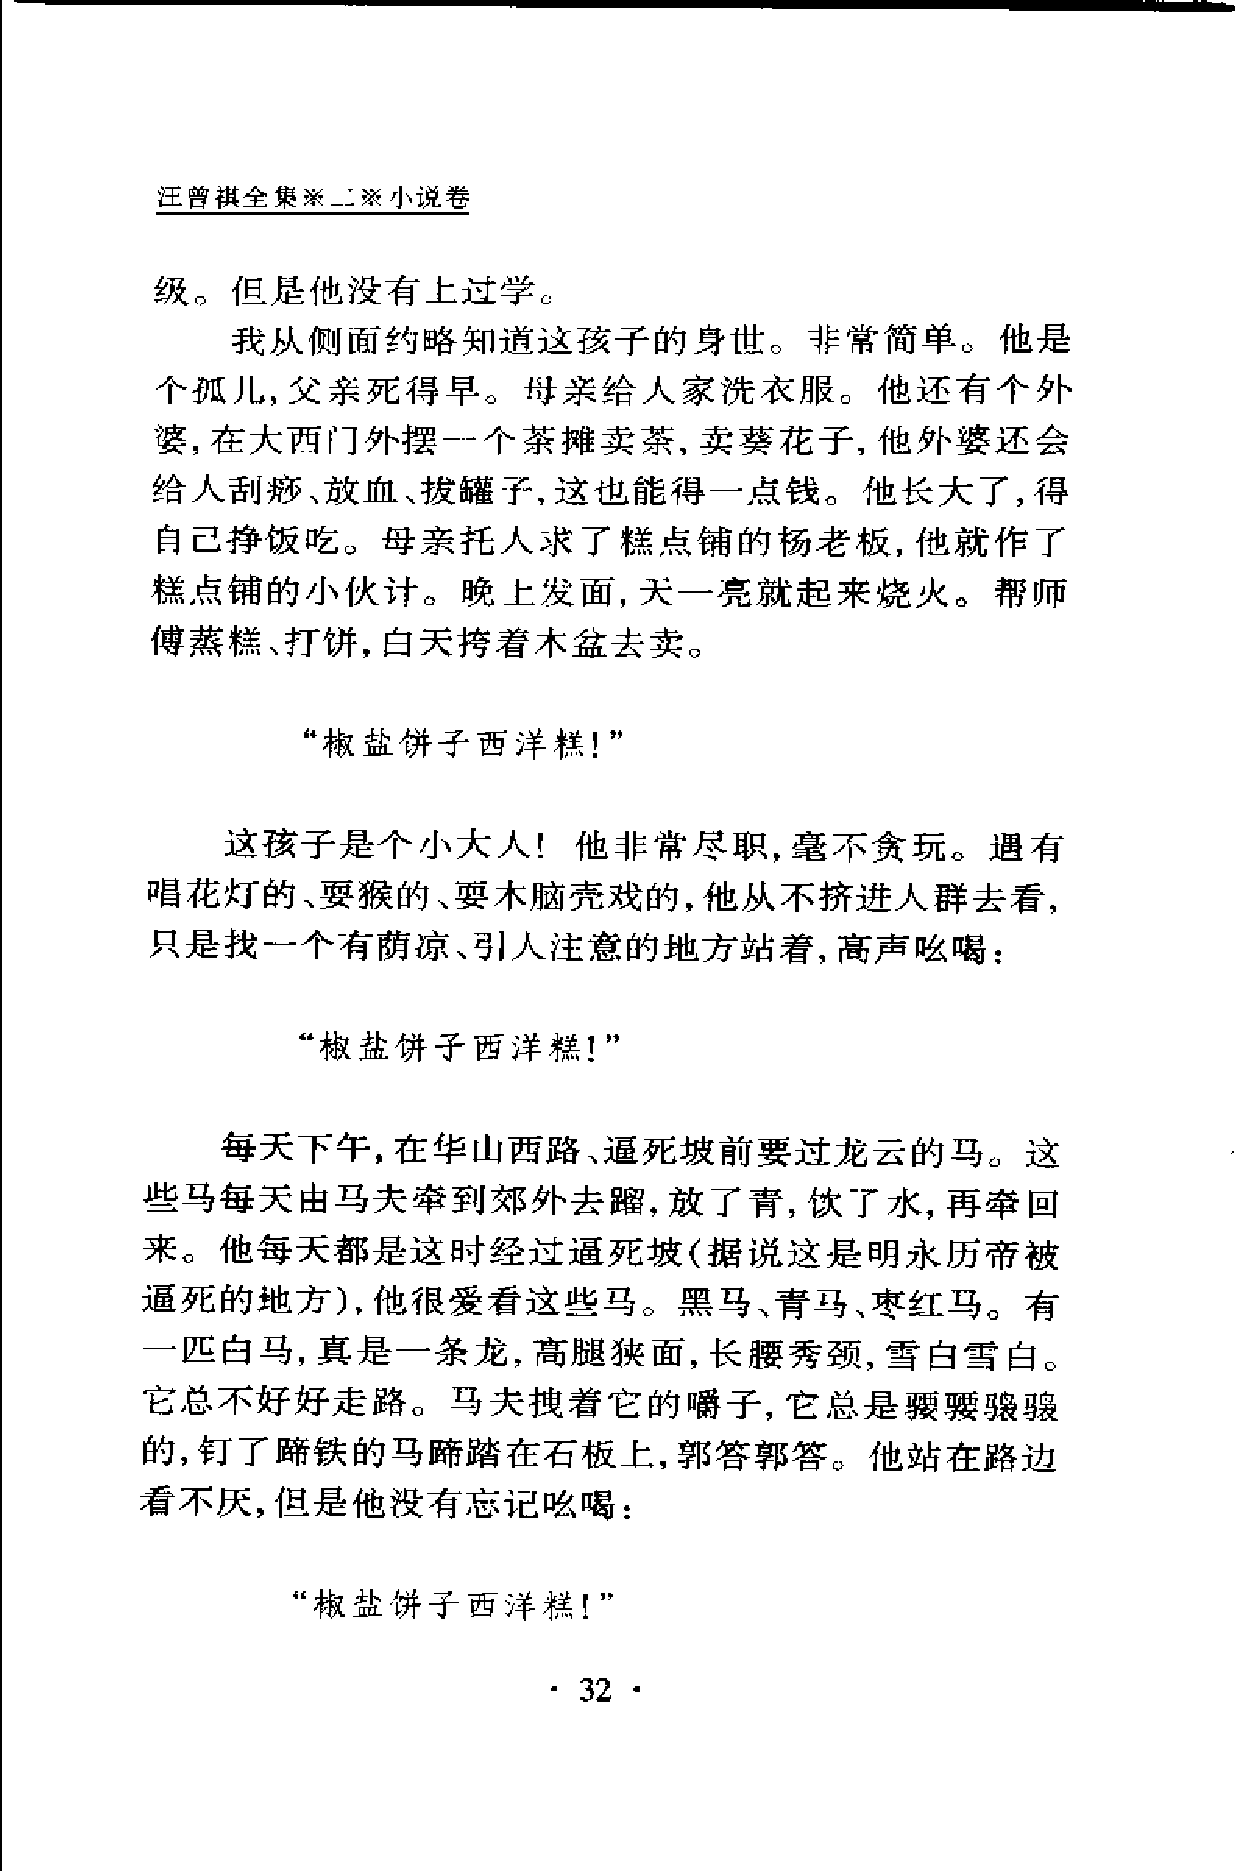 汪曾祺全集※二※小说卷
级。但是他没有上过学。
我从侧面约略知道这孩子的身世。非常简单。他是
个孤儿,父亲死得早。母亲给人家洗衣服。他还有个外
婆,在大西门外摆一个茶摊卖茶,卖葵花子,他外婆还会
给人刮痧、放血、拔罐子,这也能得一点钱。他长大了,得
自己挣饭吃。母亲托人求了糕点铺的杨老板,他就作了
糕点铺的小伙计。晚上发面,天一亮就起来烧火。帮师
傅蒸糕、打饼,白天挎着木盆去卖。
“椒盐饼子西洋糕!”
这孩子是个小大人! 他非常尽职,毫不贪玩。遇有
唱花灯的、耍猴的、耍木脑壳戏的,他从不挤进人群去看,
只是找一个有荫凉、引人注意的地方站着,高声吆喝:
“椒盐饼子西洋糕!”
每天下午,在华山西路、逼死坡前要过龙云的马。这
些马每天由马夫牵到郊外去蹓,放了青,饮了水,再牵回
来。他每天都是这时经过逼死坡(据说这是明永历帝被
逼死的地方),他很爱看这些马。黑马、青马、枣红马。有
一匹白马,真是一条龙,高腿狭面,长腰秀颈,雪白雪白。
它总不好好走路。马夫拽着它的嚼子,它总是騕騕骧骧
的,钉了蹄铁的马蹄踏在石板上,郭答郭答。他站在路边
看不厌,但是他没有忘记吆喝:
“椒盐饼子西洋糕!”
· 32 ·